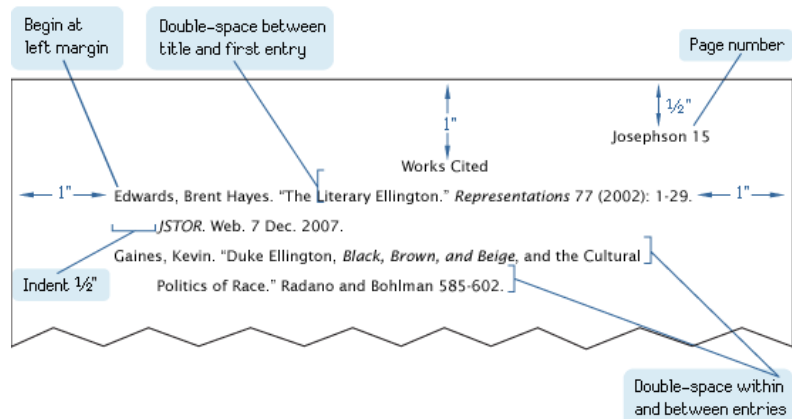 Begin at
left margin
Double-space between
title and first entry
Page number
1"
½"
Josephson 15
Works Cited
1"
Edwards, Brent Hayes. "The Literary Ellington." Representations 77 (2002): 1-29.
1"
JSTOR. Web. 7 Dec. 2007.
Gaines, Kevin. "Duke Ellington, Black, Brown, and Beige, and the Cultural
Indent ½"
Politics of Race." Radano and Bohlman 585-602.
Double-space within
and between entries